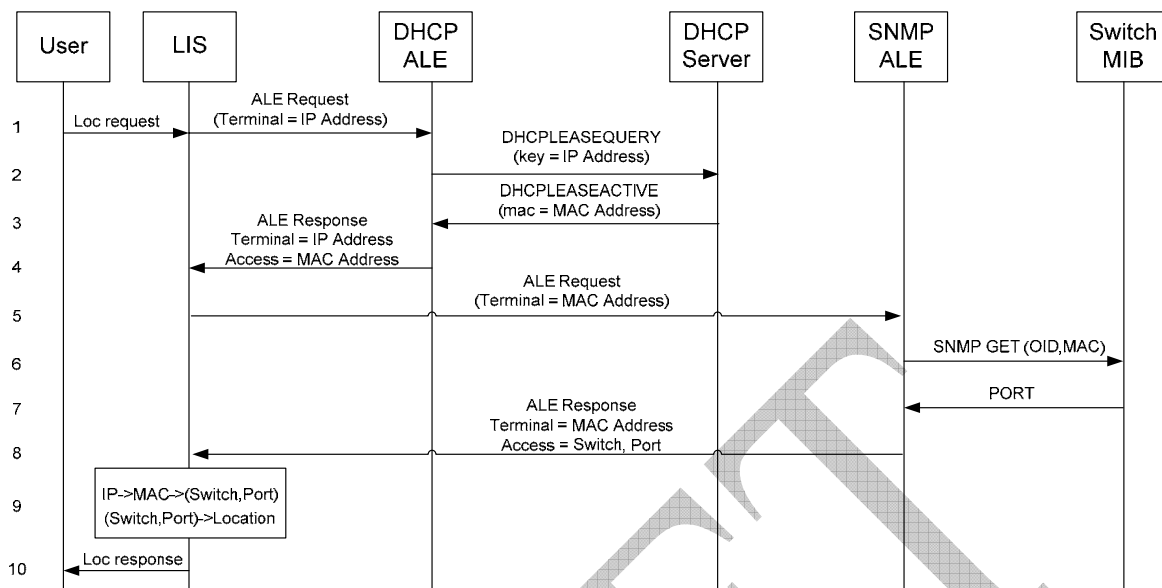 User
LIS
DHCP
ALE
DHCP
Server
SNMP
ALE
Switch
MIB
1
Loc request
ALE Request
(Terminal = IP Address)
2
DHCPLEASEQUERY
(key = IP Address)
3
DHCPLEASEACTIVE
(mac = MAC Address)
4
ALE Response
Terminal = IP Address
Access = MAC Address
5
ALE Request
(Terminal = MAC Address)
6
SNMP GET (OID,MAC)
7
PORT
8
ALE Response
Terminal = MAC Address
Access = Switch, Port
9
IP->MAC->(Switch,Port)
(Switch,Port)->Location
10
Loc response